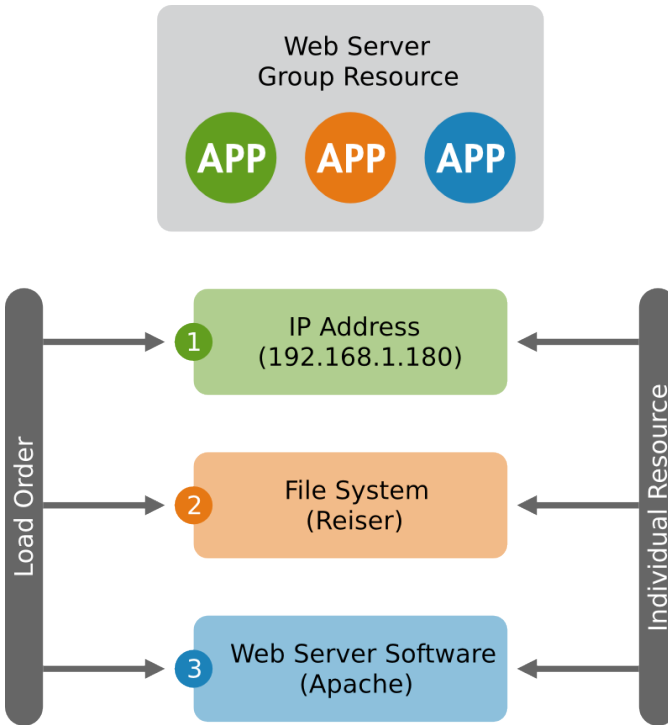 Web Server
Group Resource
APP
APP
APP
Load Order
1
IP Address
(192.168.1.180)
2
File System
(Reiser)
3
Web Server Software
(Apache)
Individual Resource